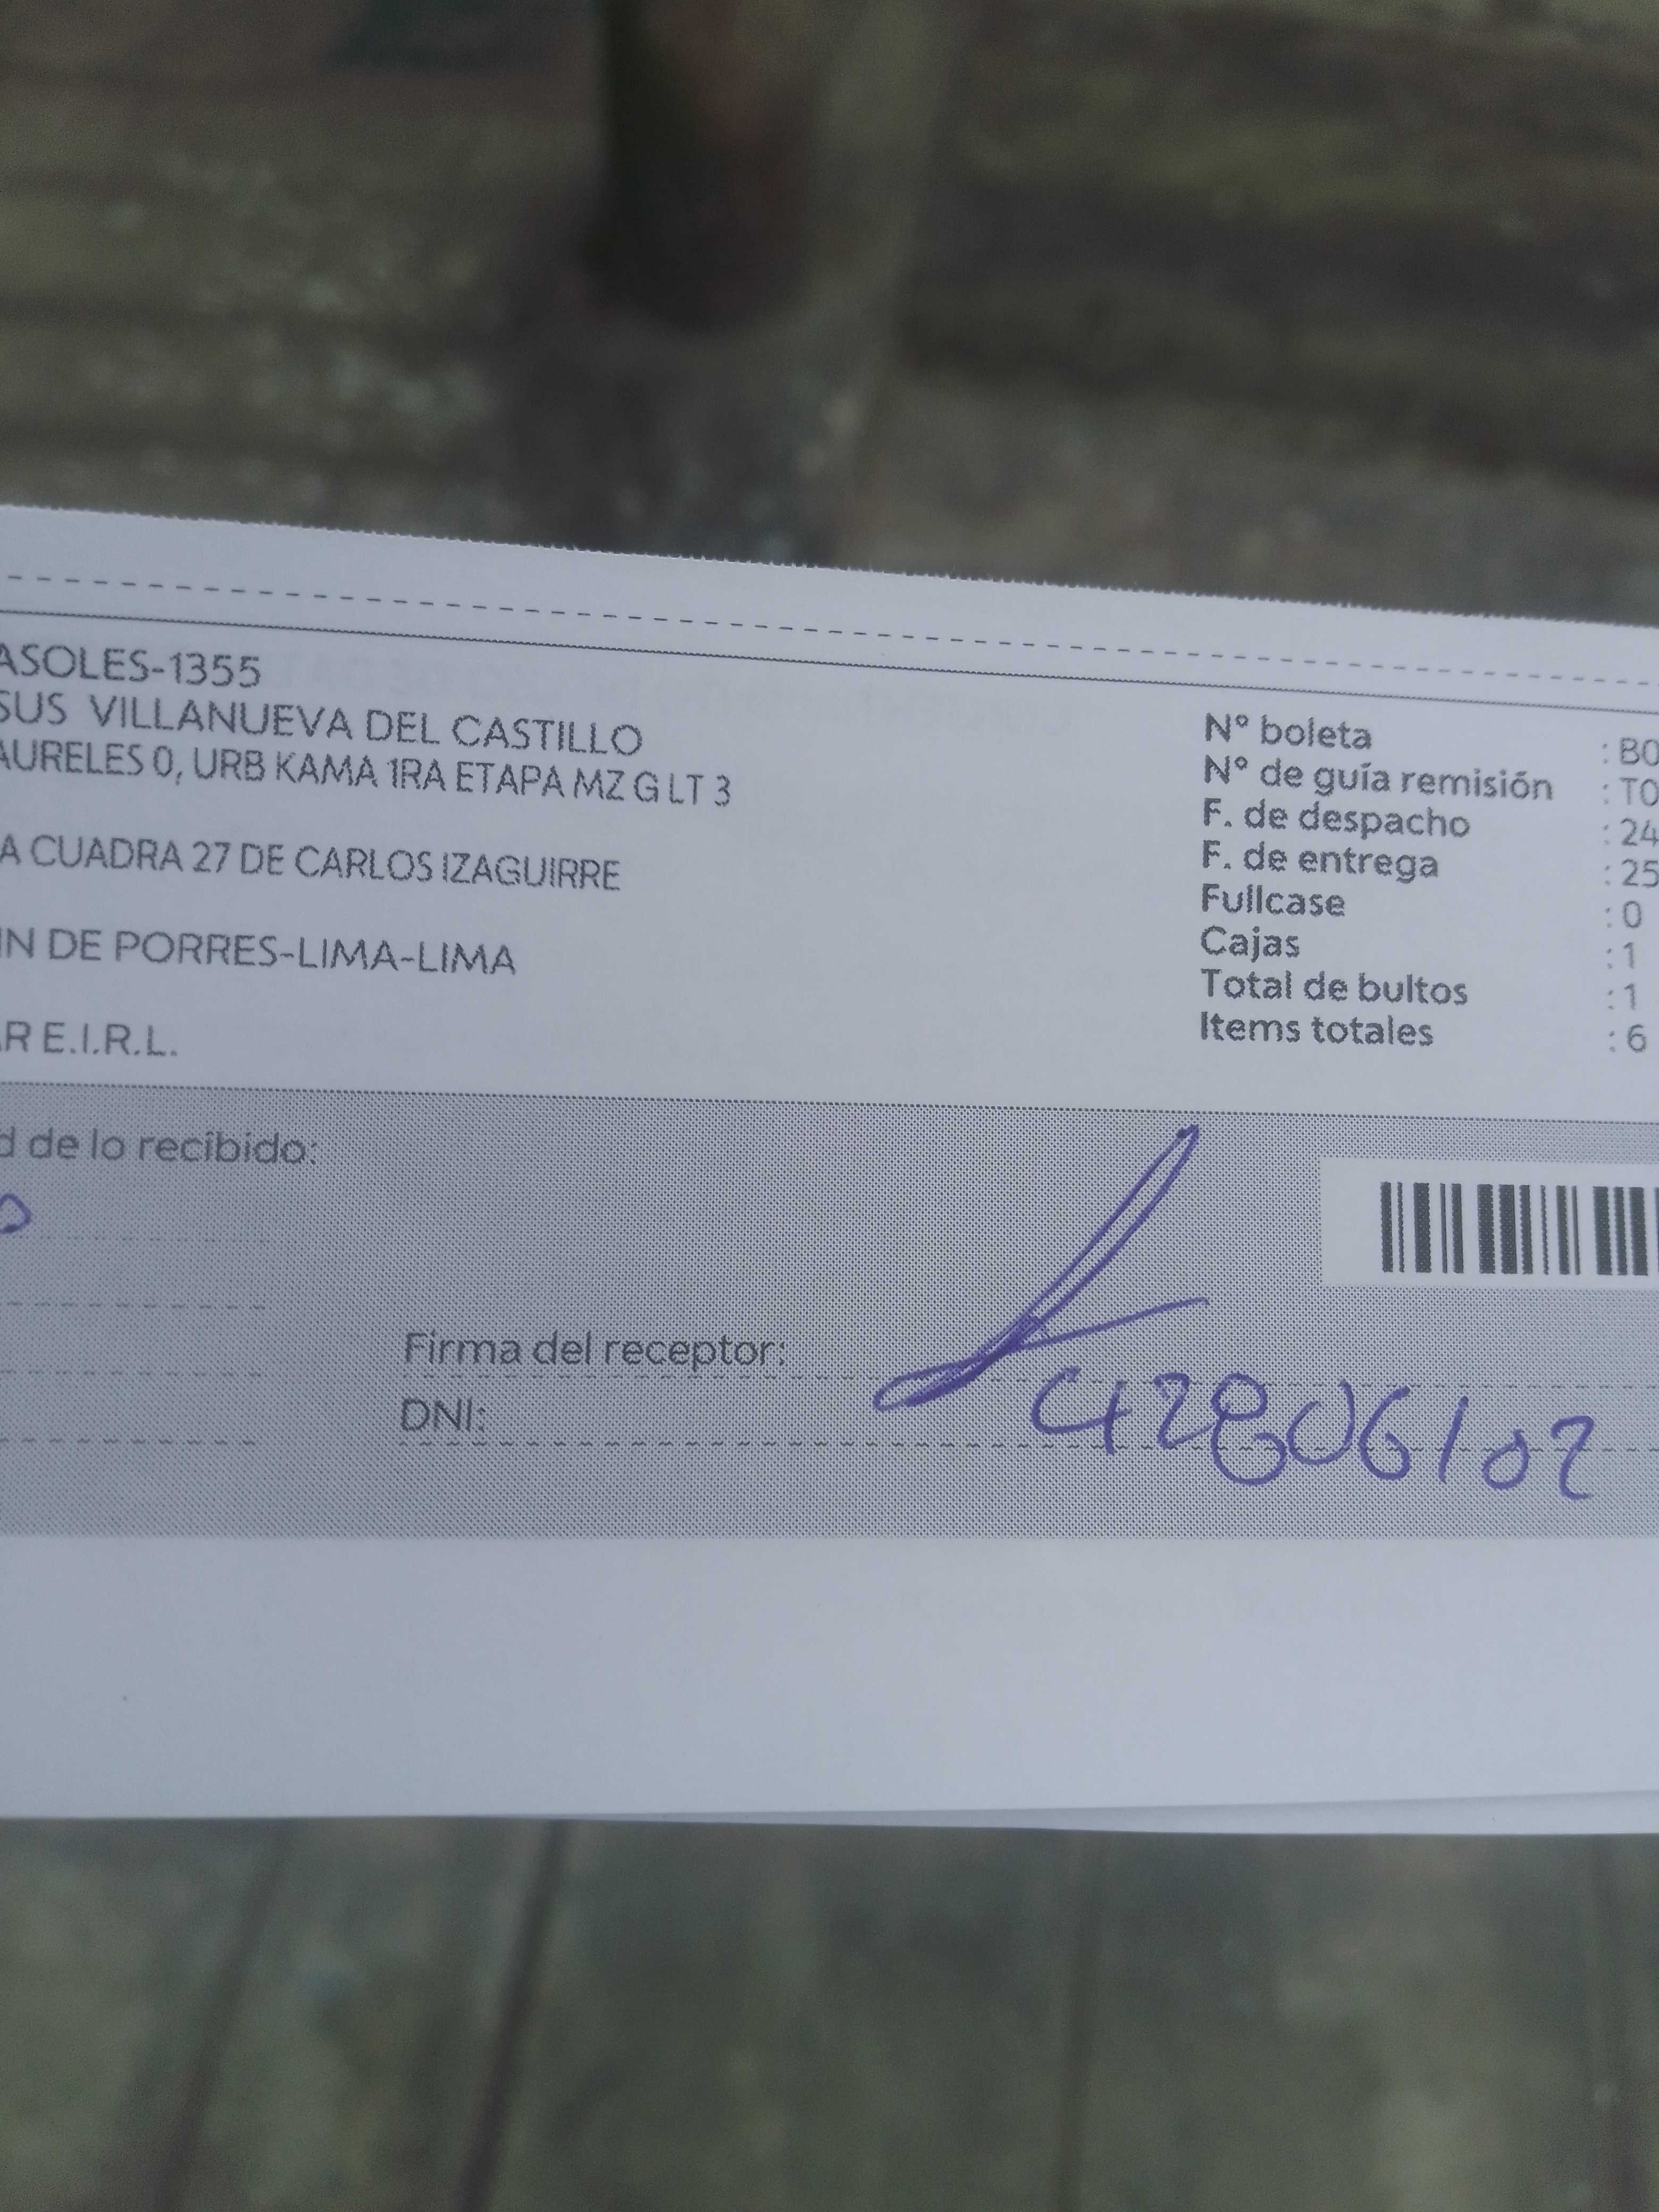 ASOLES-1355
SUS VILLANUEVA DEL CASTILLO
AURELES 0, URB KAMA 1RA ETAPA MZ G LT 3
A CUADRA 27 DE CARLOS IZAGUIRRE
IN DE PORRES-LIMA-LIMA
R E.I.R.L.
Nº boleta : B0
Nº de guía remisión : T0
F. de despacho : 24
F. de entrega : 25
Fullcase : 0
Cajas : 1
Total de bultos : 1
Items totales : 6
d de lo recibido:
o
Firma del receptor:
DNI: 42806102